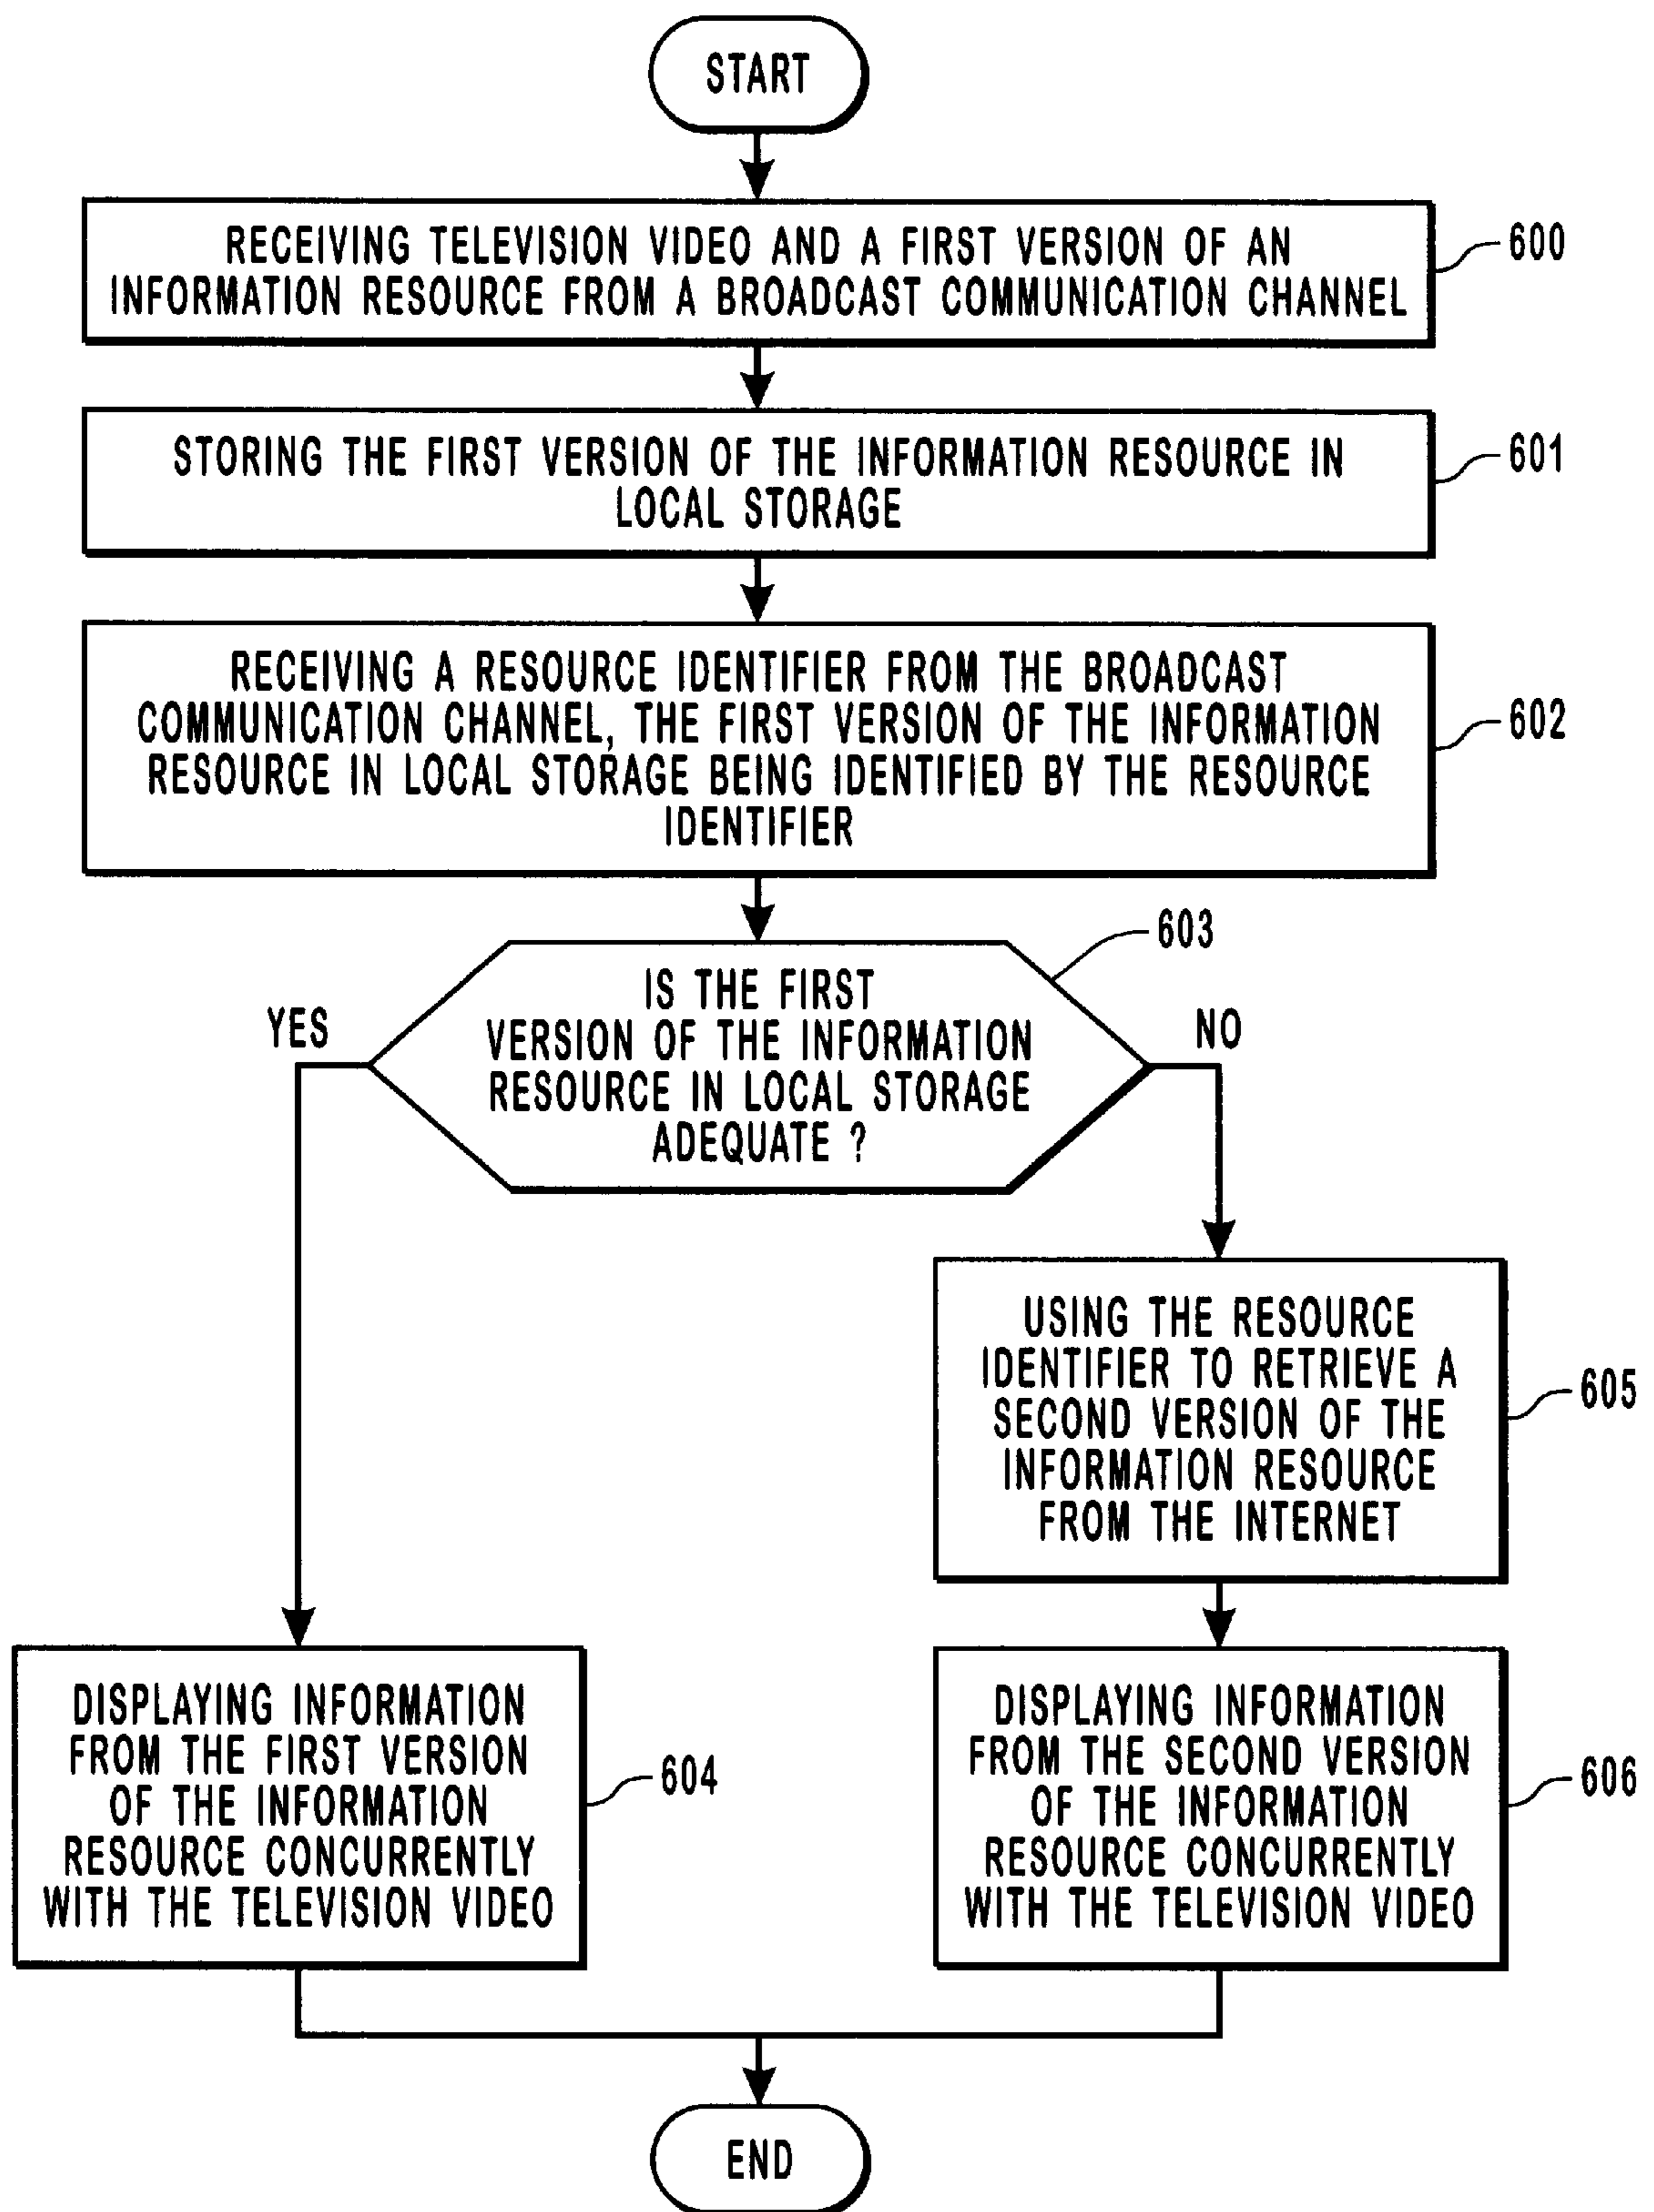 START
RECEIVING TELEVISION VIDEO AND A FIRST VERSION OF AN
INFORMATION RESOURCE FROM A BROADCAST COMMUNICATION CHANNEL
600
STORING THE FIRST VERSION OF THE INFORMATION RESOURCE IN
LOCAL STORAGE
601
RECEIVING A RESOURCE IDENTIFIER FROM THE BROADCAST
COMMUNICATION CHANNEL, THE FIRST VERSION OF THE INFORMATION
RESOURCE IN LOCAL STORAGE BEING IDENTIFIED BY THE RESOURCE
IDENTIFIER
602
603
IS THE FIRST
VERSION OF THE INFORMATION
RESOURCE IN LOCAL STORAGE
ADEQUATE ?
YES
NO
USING THE RESOURCE
IDENTIFIER TO RETRIEVE A
SECOND VERSION OF THE
INFORMATION RESOURCE
FROM THE INTERNET
605
DISPLAYING INFORMATION
FROM THE FIRST VERSION
OF THE INFORMATION
RESOURCE CONCURRENTLY
WITH THE TELEVISION VIDEO
604
DISPLAYING INFORMATION
FROM THE SECOND VERSION
OF THE INFORMATION
RESOURCE CONCURRENTLY
WITH THE TELEVISION VIDEO
606
END